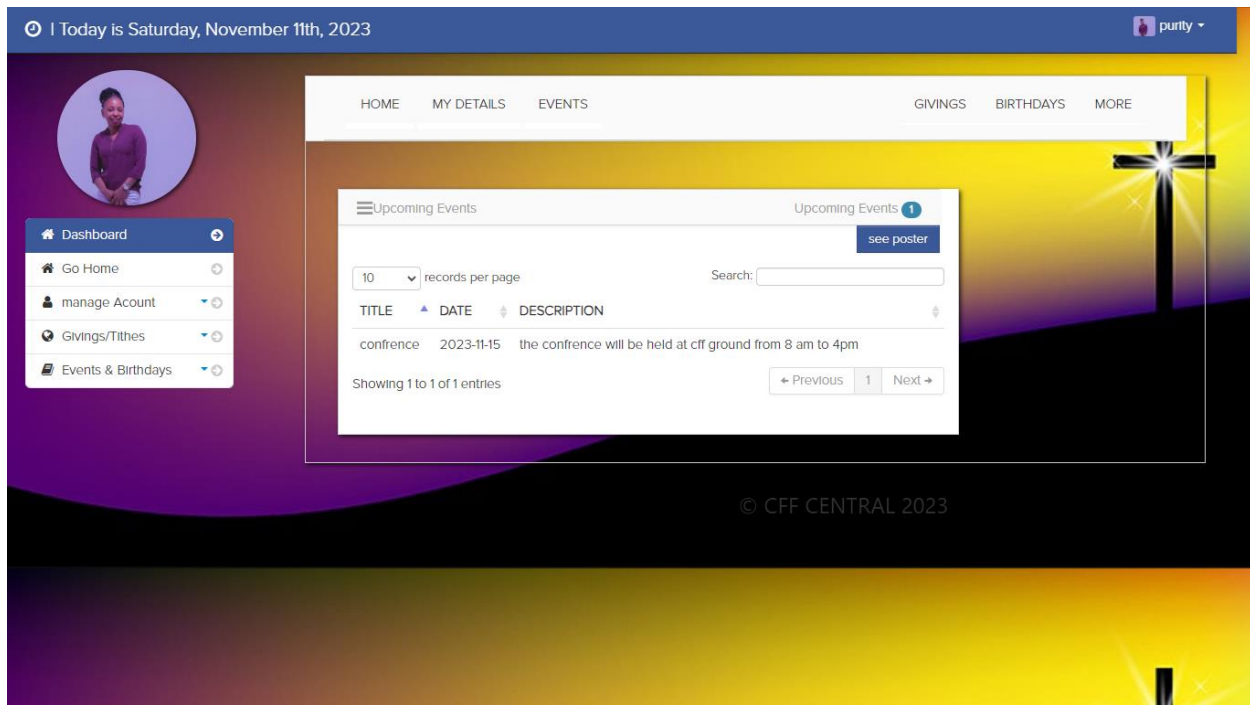 | Today is Saturday, November 11th, 2023
purity
HOME MY DETAILS EVENTS GIVINGS BIRTHDAYS MORE
Dashboard
Go Home
manage Acount
Givings/Tithes
Events & Birthdays
Upcoming Events Upcoming Events 1
see poster
10 records per page Search:
TITLE DATE DESCRIPTION
confrence 2023-11-15 the confrence will be held at cff ground from 8 am to 4pm
Showing 1 to 1 of 1 entries
← Previous 1 Next →
© CFF CENTRAL 2023